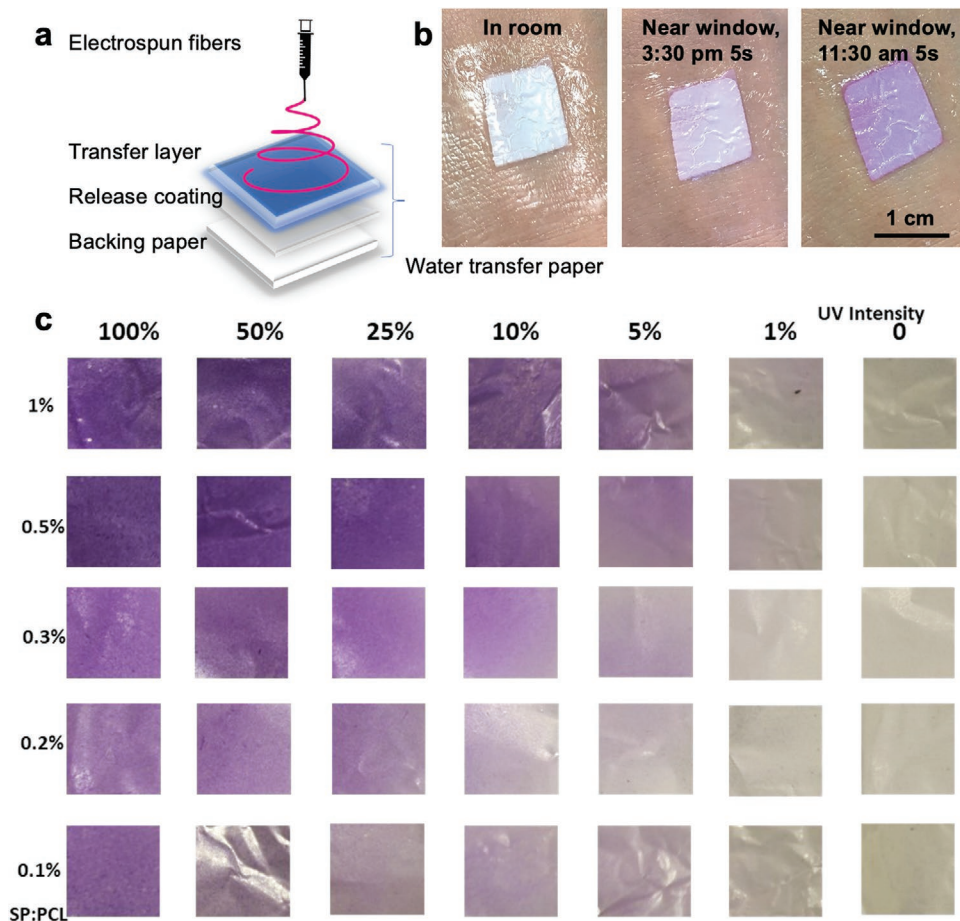 a
Electrospun fibers
Transfer layer
Release coating
Backing paper
Water transfer paper
b
In room
Near window,
3:30 pm 5s
Near window,
11:30 am 5s
1 cm
c
UV Intensity
100% 50% 25% 10% 5% 1% 0
1%
0.5%
0.3%
0.2%
0.1%
SP:PCL